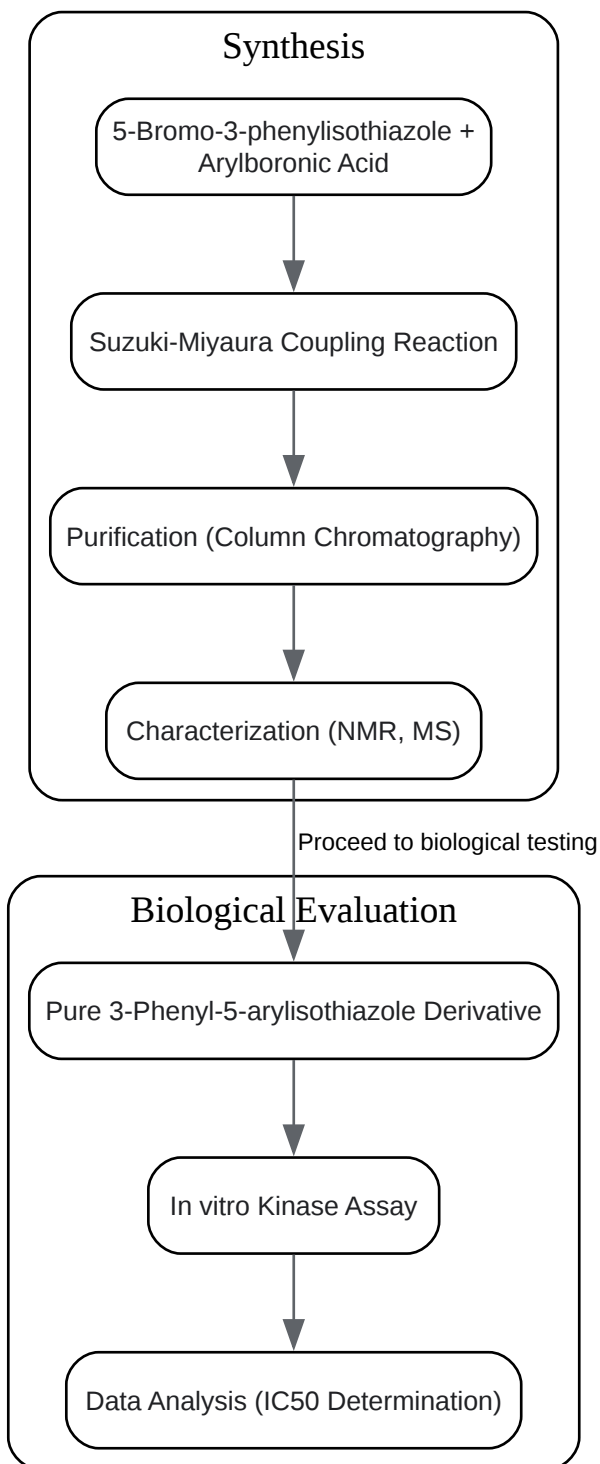 Synthesis
5-Bromo-3-phenylisothiazole +
Arylboronic Acid
Suzuki-Miyaura Coupling Reaction
Purification (Column Chromatography)
Characterization (NMR, MS)
Proceed to biological testing
Biological Evaluation
Pure 3-Phenyl-5-arylisothiazole Derivative
In vitro Kinase Assay
Data Analysis (IC50 Determination)